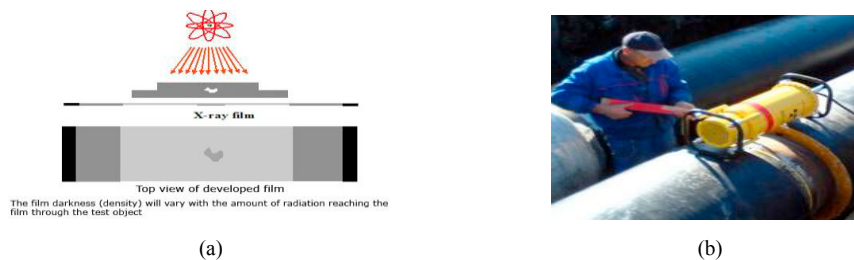 X-ray film
Top view of developed film
The film darkness (density) will vary with the amount of radiation reaching the
film through the test object
(a)
(b)